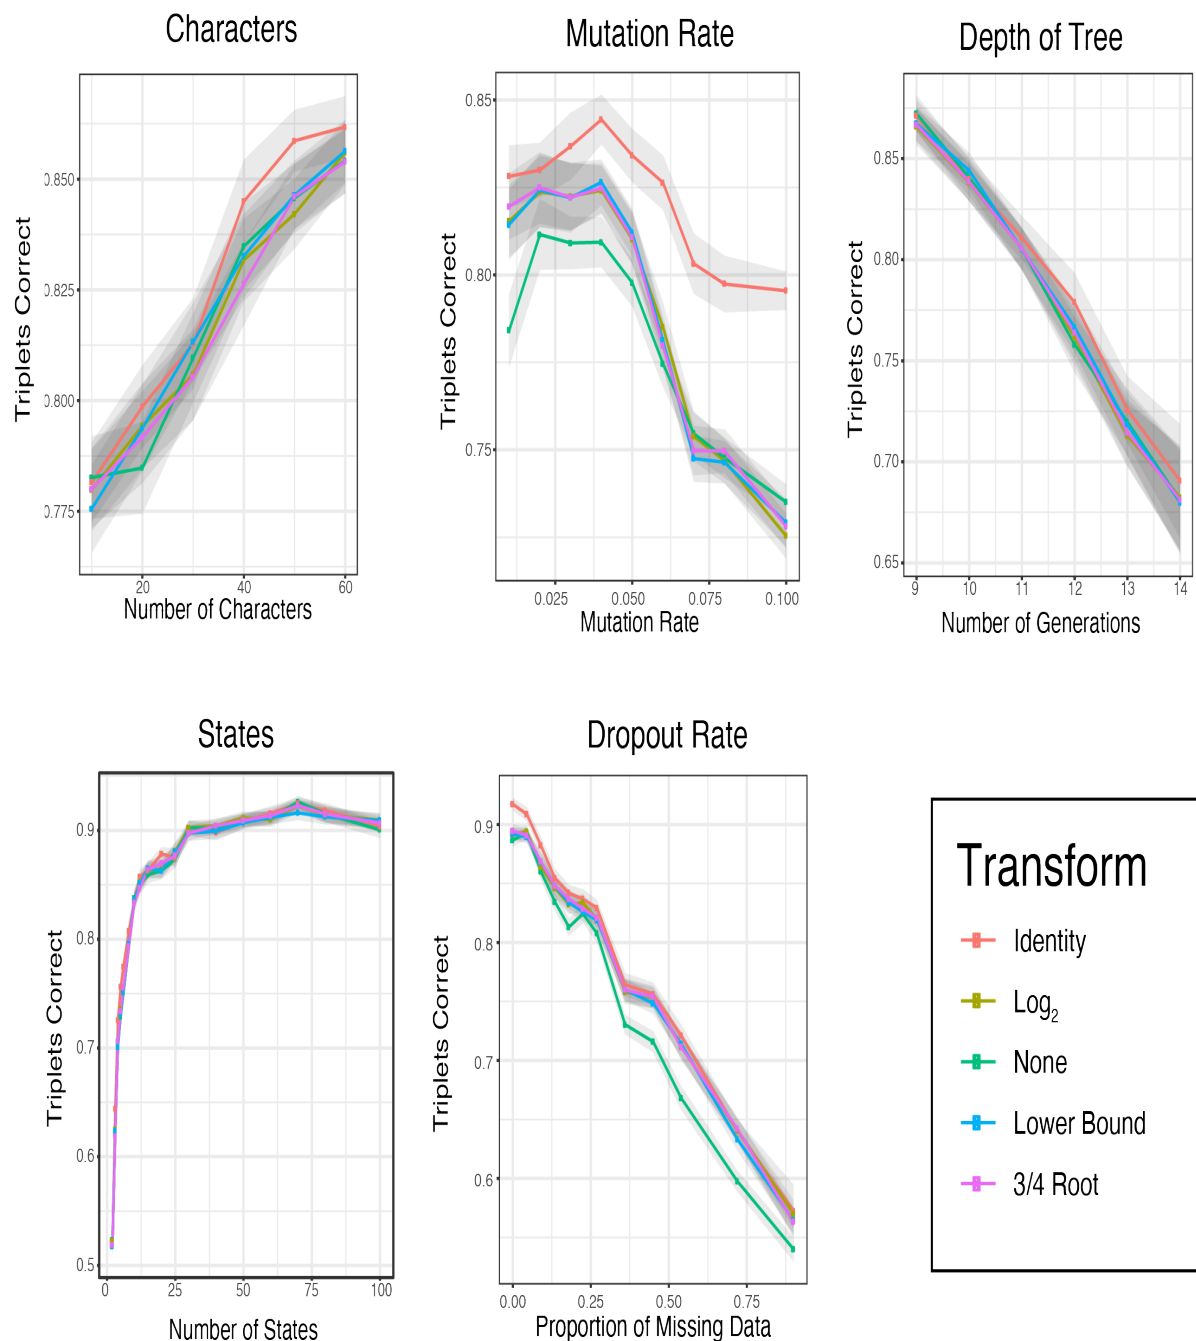 Characters
Mutation Rate
Depth of Tree
Triplets Correct
0.850
0.825
0.800
0.775
20
40
60
Number of Characters
Triplets Correct
0.85
0.80
0.75
0.025
0.050
0.075
0.100
Mutation Rate
Triplets Correct
0.85
0.80
0.75
0.70
0.65
9
10
11
12
13
14
Number of Generations
States
Dropout Rate
Triplets Correct
0.9
0.8
0.7
0.6
0.5
0
25
50
75
100
Number of States
Triplets Correct
0.9
0.8
0.7
0.6
0.00
0.25
0.50
0.75
Proportion of Missing Data
Transform
Identity
Log2
None
Lower Bound
3/4 Root